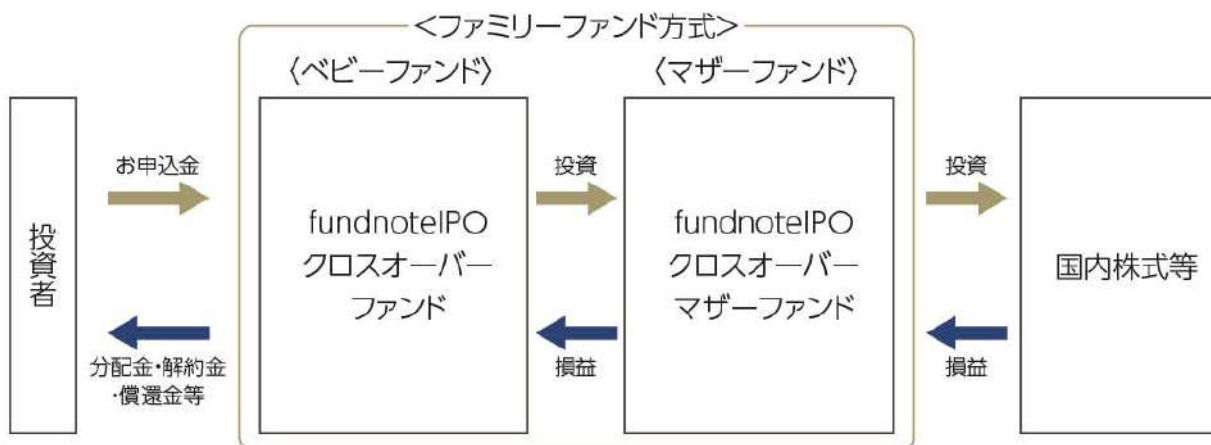 <ファミリーファンド方式>
〈ベビーファンド〉
〈マザーファンド〉
投資者
お申込金
分配金・解約金
・償還金等
fundnoteIPO
クロスオーバー
ファンド
投資
損益
fundnoteIPO
クロスオーバー
マザーファンド
投資
損益
国内株式等